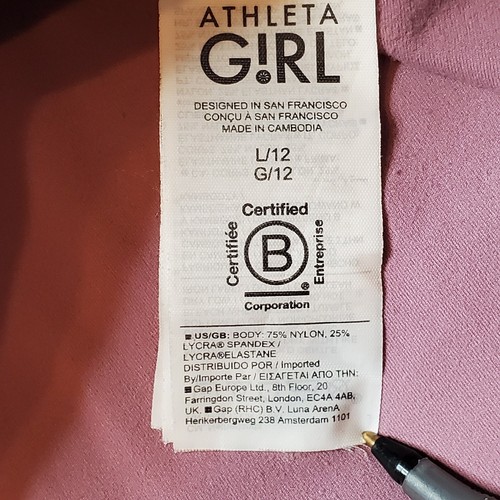 ATHLETA
G!RL
DESIGNED IN SAN FRANCISCO
CONÇU À SAN FRANCISCO
MADE IN CAMBODIA
L/12
G/12
Certified
Certifiée
B
Entreprise
®
Corporation
US/GB: BODY: 75% NYLON, 25%
LYCRA® SPANDEX /
LYCRA®ELASTANE
DISTRIBUIDO POR / Imported
By/Importe Par / ΕΙΣΑΓΕΤΑΙ ΑΠΟ ΤΗΝ:
Gap Europe Ltd., 8th Floor, 20
Farringdon Street, London, EC4A 4AB,
UK. Gap (RHC) B.V. Luna ArenA
Herikerbergweg 238 Amsterdam 1101